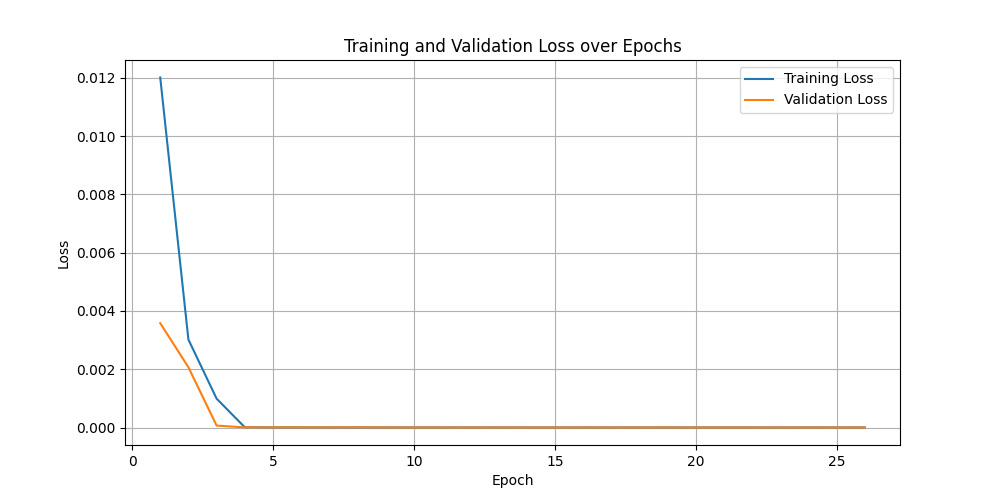 Training and Validation Loss over Epochs
Training Loss
Validation Loss
Loss
0.012
0.010
0.008
0.006
0.004
0.002
0.000
0 5 10 15 20 25
Epoch